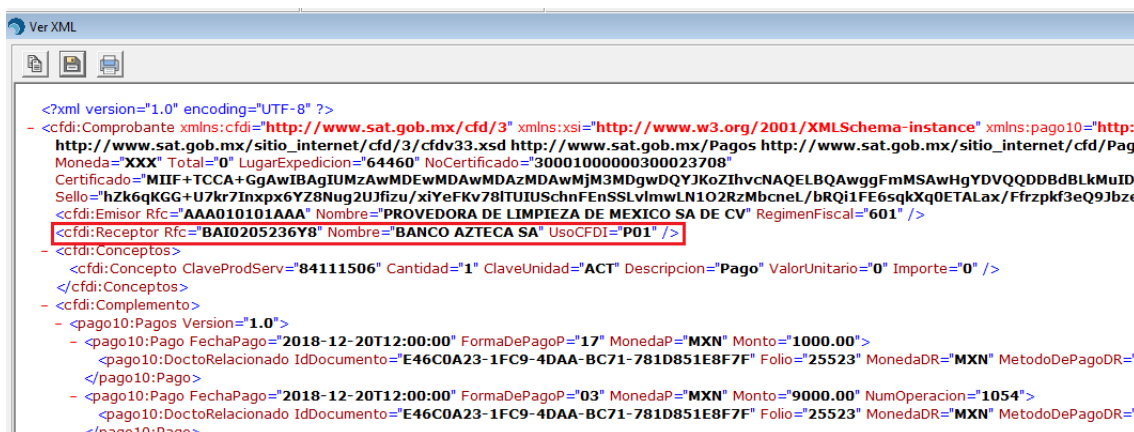 Ver XML
<?xml version="1.0" encoding="UTF-8" ?>
- <cfdi:Comprobante xmlns:cfdi="http://www.sat.gob.mx/cfd/3" xmlns:xsi="http://www.w3.org/2001/XMLSchema-instance" xmlns:pago10="http:
http://www.sat.gob.mx/sitio_internet/cfd/3/cfdv33.xsd http://www.sat.gob.mx/Pagos http://www.sat.gob.mx/sitio_internet/cfd/Pag
Moneda="XXX" Total="0" LugarExpedicion="64460" NoCertificado="30001000000300023708"
Certificado="MIIF+TCCA+GgAwIBAgIUMzAwMDEwMDAwMDAzMDAwMjM3MDgwDQYJKoZIhvcNAQELBQAwggFmMSAwHgYDVQQDDBdBLkMuID
Sello="hZk6qKGG+U7kr7Inxpx6YZ8Nug2UJfizu/xiYeFKv78lTUIUSchnFEnSSLvlmwLN1O2RzMbcneL/bRQi1FE6sqkXq0ETALax/Ffrzpkf3eQ9Jbze
<cfdi:Emisor Rfc="AAA010101AAA" Nombre="PROVEDORA DE LIMPIEZA DE MEXICO SA DE CV" RegimenFiscal="601" />
<cfdi:Receptor Rfc="BAI0205236Y8" Nombre="BANCO AZTECA SA" UsoCFDI="P01" />
- <cfdi:Conceptos>
<cfdi:Concepto ClaveProdServ="84111506" Cantidad="1" ClaveUnidad="ACT" Descripcion="Pago" ValorUnitario="0" Importe="0" />
</cfdi:Conceptos>
- <cfdi:Complemento>
- <pago10:Pagos Version="1.0">
- <pago10:Pago FechaPago="2018-12-20T12:00:00" FormaDePagoP="17" MonedaP="MXN" Monto="1000.00">
<pago10:DoctoRelacionado IdDocumento="E46C0A23-1FC9-4DAA-BC71-781D851E8F7F" Folio="25523" MonedaDR="MXN" MetodoDePagoDR="
</pago10:Pago>
- <pago10:Pago FechaPago="2018-12-20T12:00:00" FormaDePagoP="03" MonedaP="MXN" Monto="9000.00" NumOperacion="1054">
<pago10:DoctoRelacionado IdDocumento="E46C0A23-1FC9-4DAA-BC71-781D851E8F7F" Folio="25523" MonedaDR="MXN" MetodoDePagoDR="
</pago10:Pago>